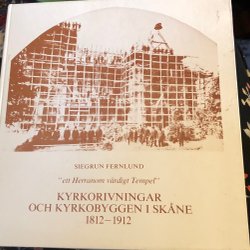 SIEGRUN FERNLUND
"ett Herranom värdigt Tempel"
KYRKORIVNINGAR
OCH KYRKOBYGGEN I SKÅNE
1812–1912